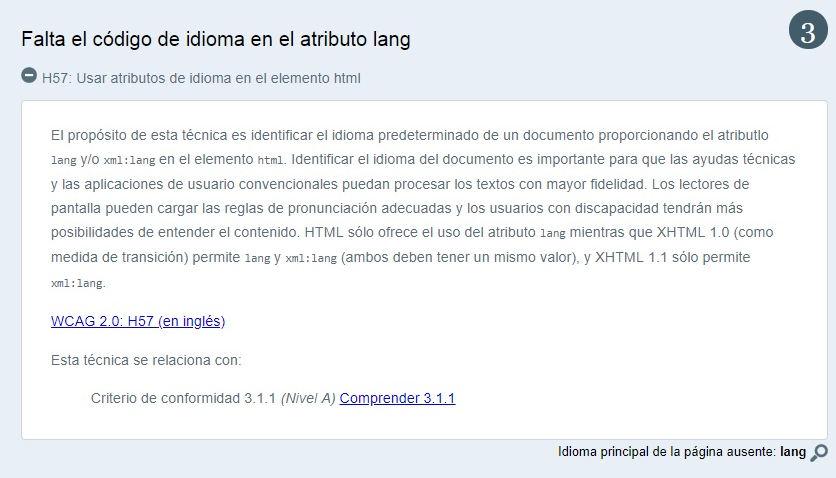 Falta el código de idioma en el atributo lang
3
H57: Usar atributos de idioma en el elemento html
El propósito de esta técnica es identificar el idioma predeterminado de un documento proporcionando el atributlo
lang y/o xml:lang en el elemento html. Identificar el idioma del documento es importante para que las ayudas técnicas
y las aplicaciones de usuario convencionales puedan procesar los textos con mayor fidelidad. Los lectores de
pantalla pueden cargar las reglas de pronunciación adecuadas y los usuarios con discapacidad tendrán más
posibilidades de entender el contenido. HTML sólo ofrece el uso del atributo lang mientras que XHTML 1.0 (como
medida de transición) permite lang y xml:lang (ambos deben tener un mismo valor), y XHTML 1.1 sólo permite
xml:lang.
WCAG 2.0: H57 (en inglés)
Esta técnica se relaciona con:
Criterio de conformidad 3.1.1 (Nivel A) Comprender 3.1.1
Idioma principal de la página ausente: lang